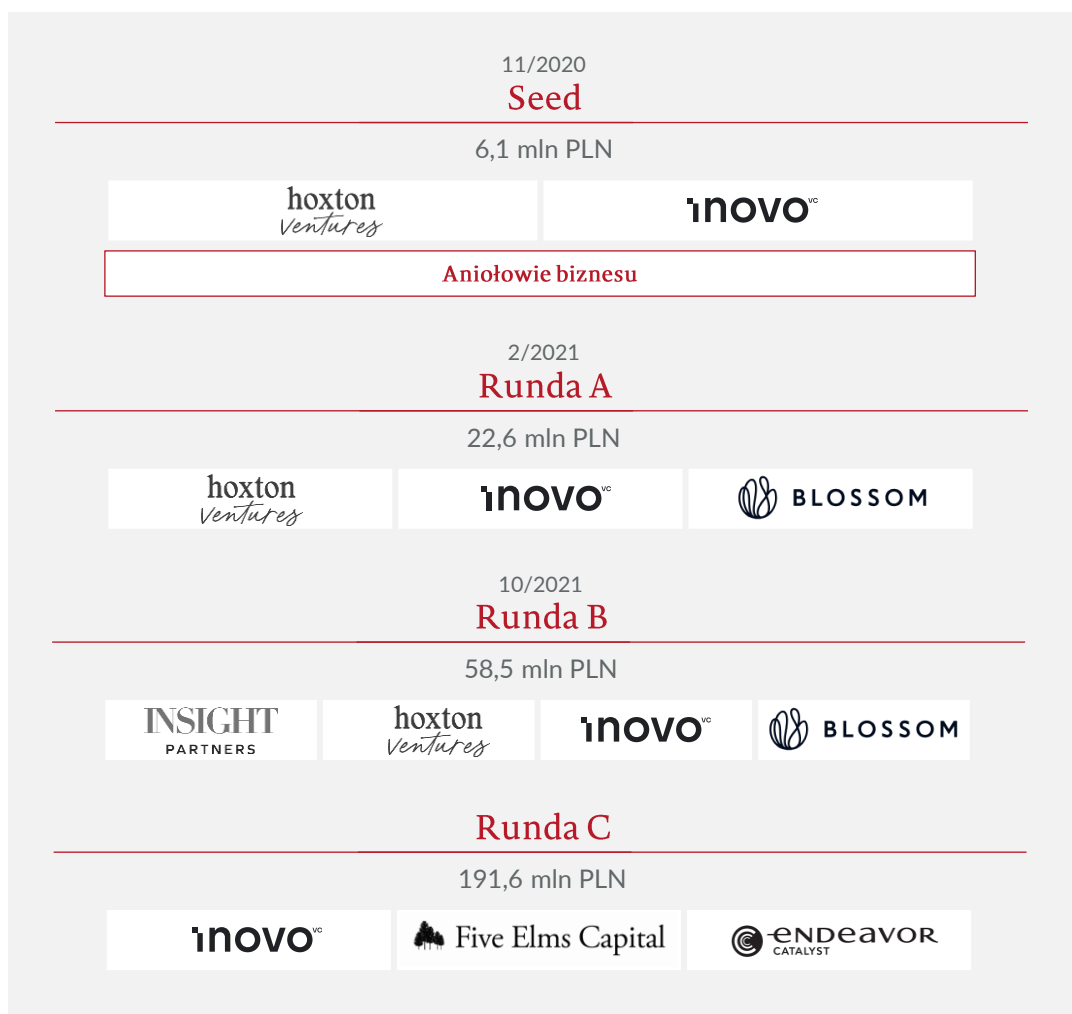 11/2020
Seed
6,1 mln PLN
hoxton
ventures
inovo vc
Aniołowie biznesu
2/2021
Runda A
22,6 mln PLN
hoxton
ventures
inovo vc
BLOSSOM
10/2021
Runda B
58,5 mln PLN
INSIGHT
PARTNERS
hoxton
ventures
inovo vc
BLOSSOM
Runda C
191,6 mln PLN
inovo vc
Five Elms Capital
enDeavor
CATALYST